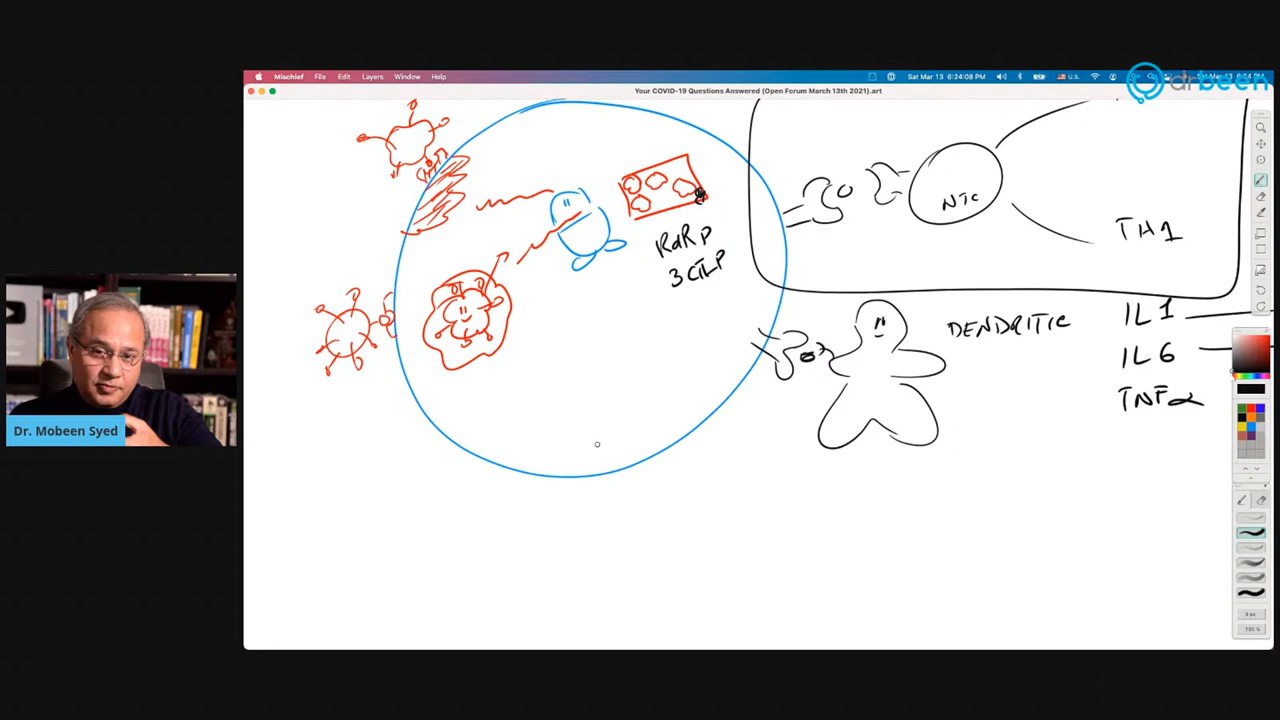 Mischief File Edit Layers Window Help
Sat Mar 13 6:24:08 PM
U.S.
Your COVID-19 Questions Answered (Open Forum March 13th 2021).art
drbeen
NTC
TH1
RdRp
3CLP
DENDRITIC
IL1
IL6
TNFα
Dr. Mobeen Syed